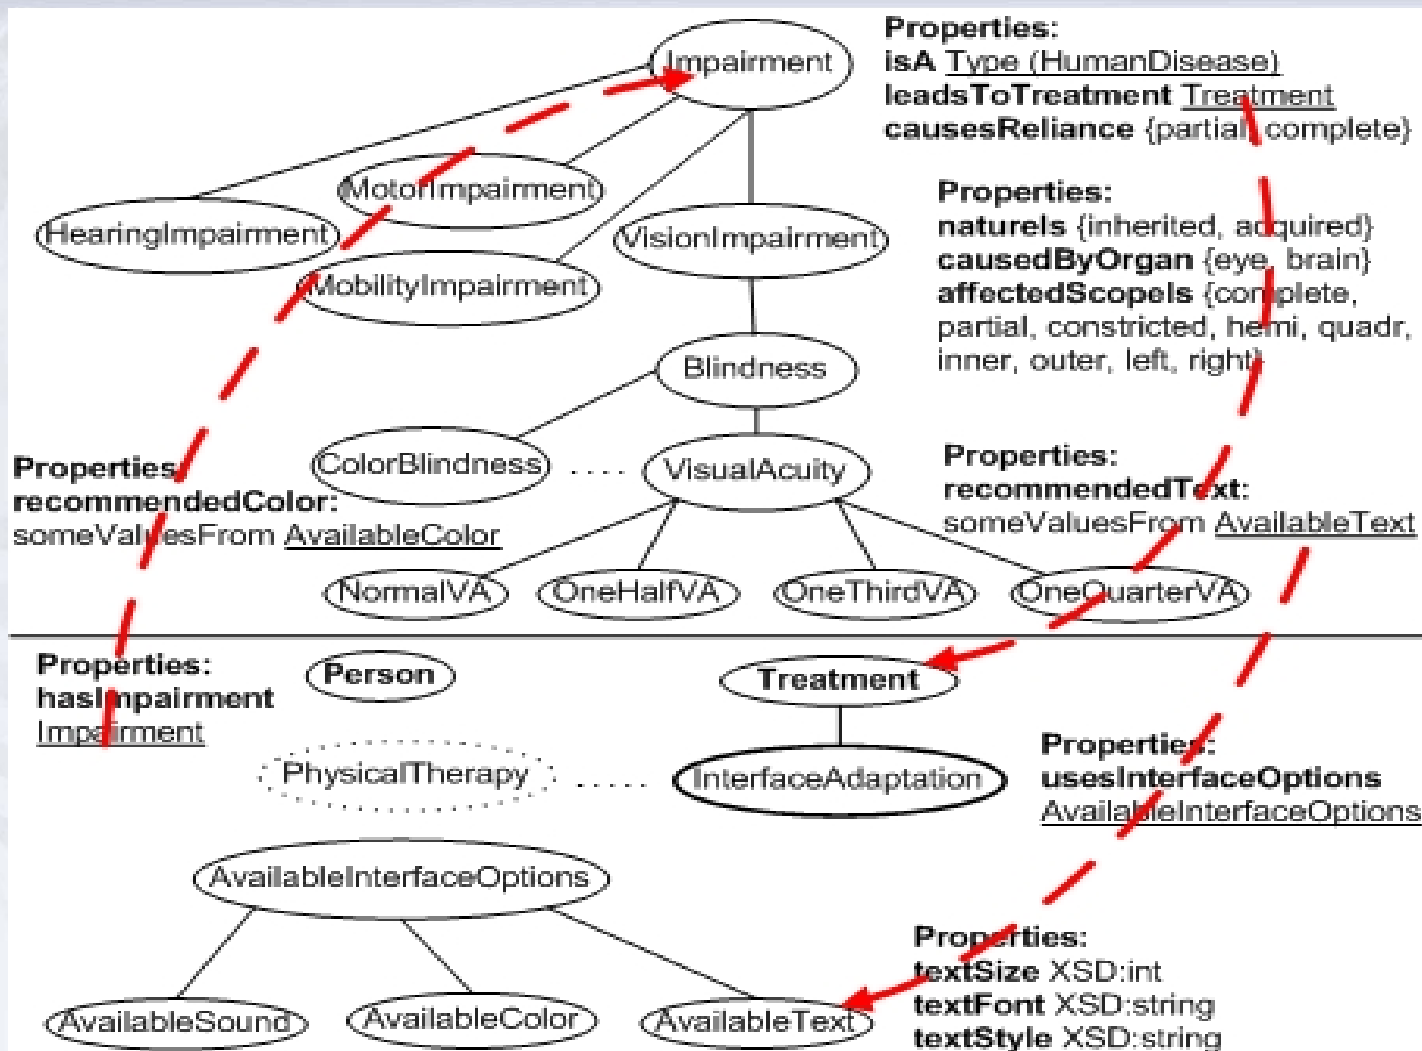 Impairment
Properties:
isA Type (HumanDisease)
leadsToTreatment Treatment
causesReliance {partial, complete}
MotorImpairment
HearingImpairment
VisionImpairment
MobilityImpairment
Properties:
natureIs {inherited, acquired}
causedByOrgan {eye, brain}
affectedScopeIs {complete,
partial, constricted, hemi, quadr,
inner, outer, left, right}
Blindness
ColorBlindness
VisualAcuity
Properties:
recommendedColor:
someValuesFrom AvailableColor
Properties:
recommendedText:
someValuesFrom AvailableText
NormalVA
OneHalfVA
OneThirdVA
OneQuarterVA
Properties:
hasImpairment
Impairment
Person
Treatment
PhysicalTherapy
InterfaceAdaptation
Properties:
usesInterfaceOptions
AvailableInterfaceOptions
AvailableInterfaceOptions
AvailableSound
AvailableColor
AvailableText
Properties:
textSize XSD:int
textFont XSD:string
textStyle XSD:string